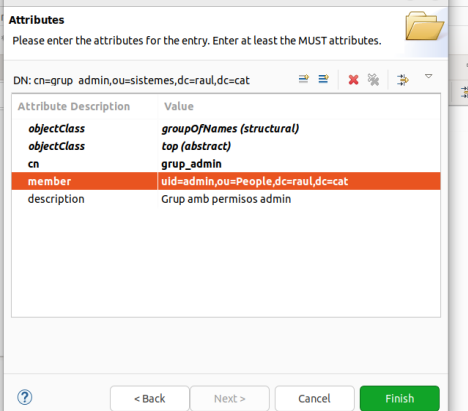 Attributes
Please enter the attributes for the entry. Enter at least the MUST attributes.
DN: cn=grup_admin,ou=sistemes,dc=raul,dc=cat
Attribute Description Value
objectClass groupOfNames (structural)
objectClass top (abstract)
cn grup_admin
member uid=admin,ou=People,dc=raul,dc=cat
description Grup amb permisos admin
? < Back Next > Cancel Finish